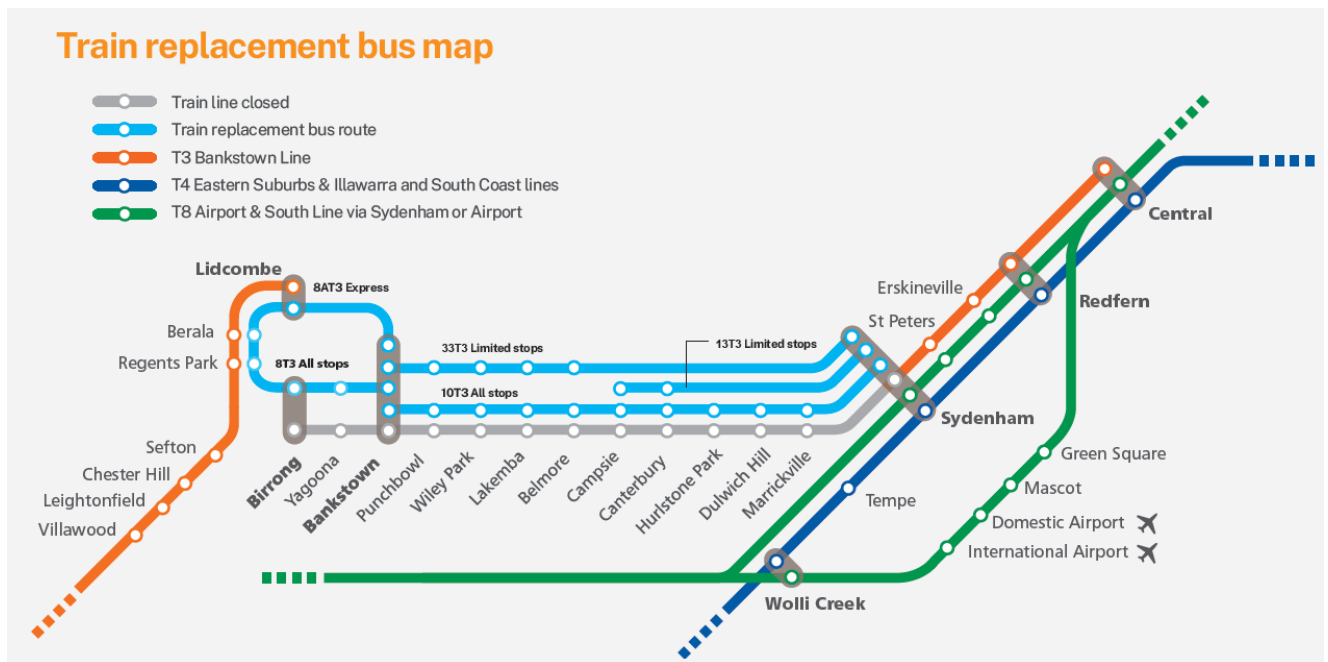 Train replacement bus map
Train line closed
Train replacement bus route
T3 Bankstown Line
T4 Eastern Suburbs & Illawarra and South Coast lines
T8 Airport & South Line via Sydenham or Airport
Central
Lidcombe
8AT3 Express
Erskineville
Redfern
St Peters
Berala
33T3 Limited stops
13T3 Limited stops
Regents Park
8T3 All stops
10T3 All stops
Sydenham
Sefton
Chester Hill
Leightonfield
Villawood
Birrong
Yagoona
Bankstown
Punchbowl
Wiley Park
Lakemba
Belmore
Campsie
Canterbury
Hurlstone Park
Dulwich Hill
Marrickville
Green Square
Mascot
Tempe
Domestic Airport
International Airport
Wolli Creek